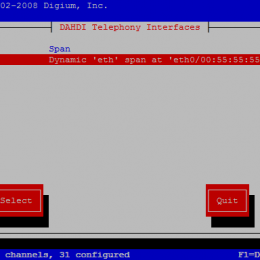 02-2008 Digium, Inc.
DAHDI Telephony Interfaces
Span
Dynamic 'eth' span at 'eth0/00:55:55:55
Select
Quit
channels, 31 configured
F1=D